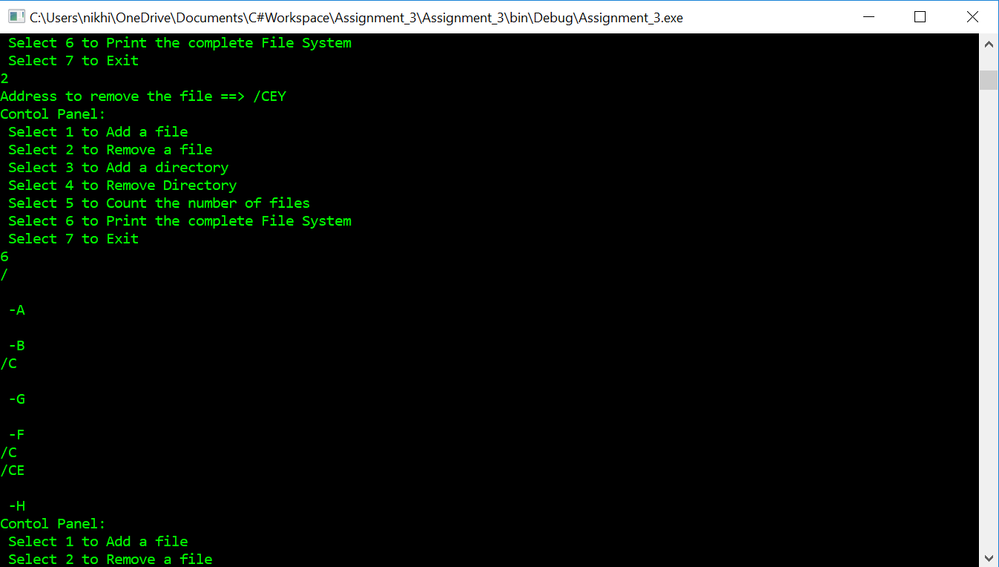 C:\Users\nikhi\OneDrive\Documents\C#Workspace\Assignment_3\Assignment_3\bin\Debug\Assignment_3.exe
Select 6 to Print the complete File System
Select 7 to Exit
2
Address to remove the file ==> /CEY
Contol Panel:
Select 1 to Add a file
Select 2 to Remove a file
Select 3 to Add a directory
Select 4 to Remove Directory
Select 5 to Count the number of files
Select 6 to Print the complete File System
Select 7 to Exit
6
/
-A
-B
/C
-G
-F
/C
/CE
-H
Contol Panel:
Select 1 to Add a file
Select 2 to Remove a file